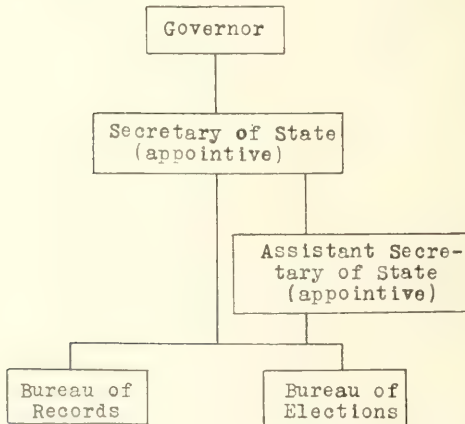 Governor
Secretary of State
(appointive)
Assistant Secre-
tary of State
(appointive)
Bureau of
Records
Bureau of
Elections